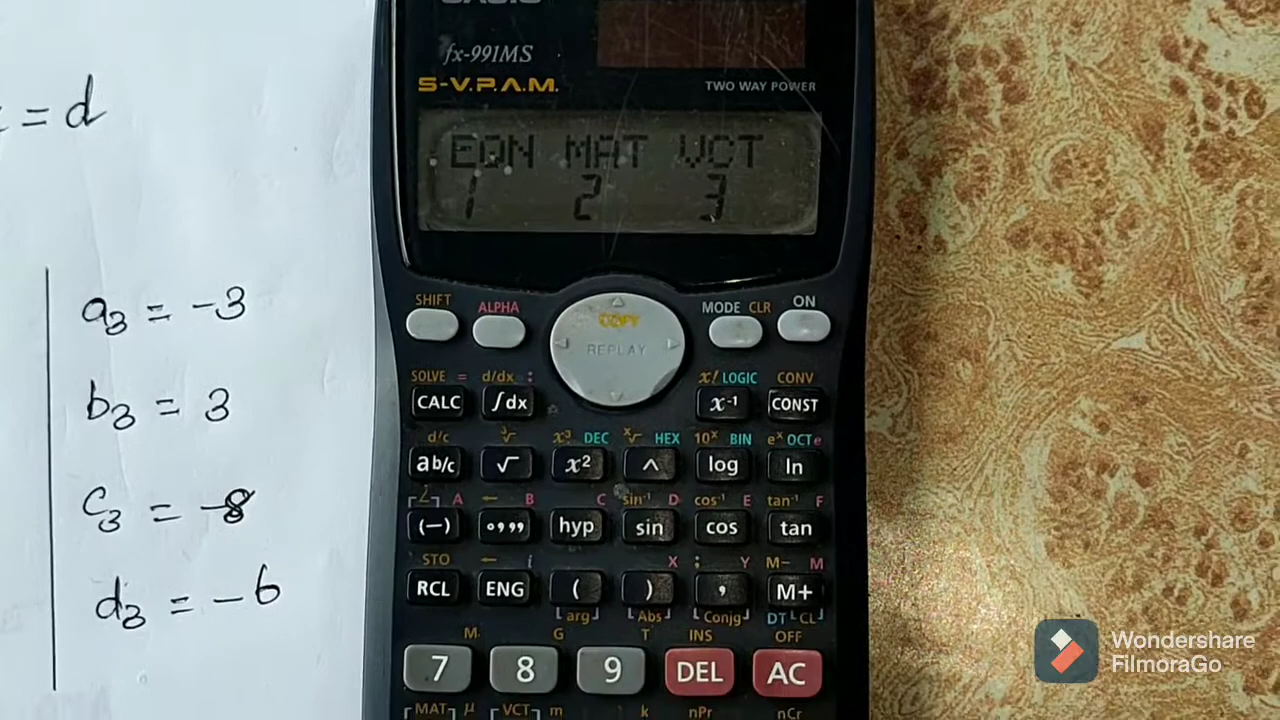 CASIO
fx-991MS
S-V.P.A.M.
TWO WAY POWER
= d
EQN MAT VCT
1 2 3
a3 = -3
b3 = 3
c3 = -8
d3 = -6
SHIFT ALPHA MODE CLR ON
COPY
REPLAY
SOLVE = d/dx : x! LOGIC CONV
CALC ∫dx x⁻¹ CONST
d/c ³√ x³ DEC ˣ√ HEX 10ˣ BIN eˣ OCT e
ab/c √ x² ^ log ln
∠ A ← B C sin⁻¹ D cos⁻¹ E tan⁻¹ F
(−) °,,, hyp sin cos tan
STO ← i X ; Y M− M
RCL ENG ( ) , M+
arg Abs Conjg DT CL
M G T INS OFF
7 8 9 DEL AC
MAT µ VCT m k nPr nCr
Wondershare
FilmoraGo